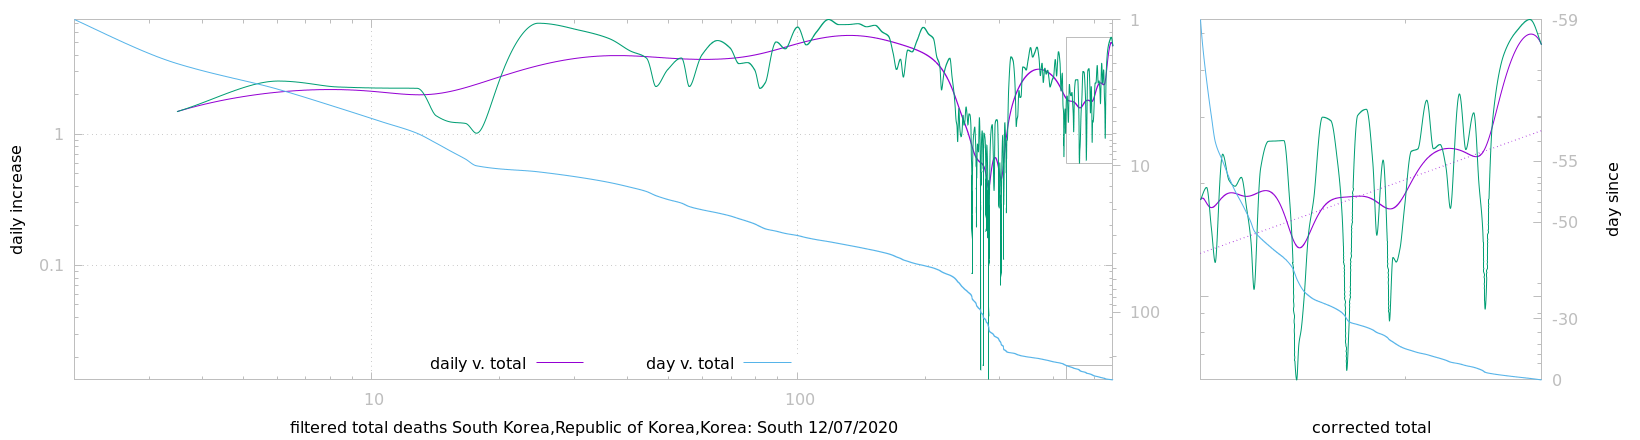 daily increase
1
0.1
daily v. total
day v. total
10
100
filtered total deaths South Korea,Republic of Korea,Korea: South 12/07/2020
1
10
100
-59
-55
-50
-30
0
day since
corrected total